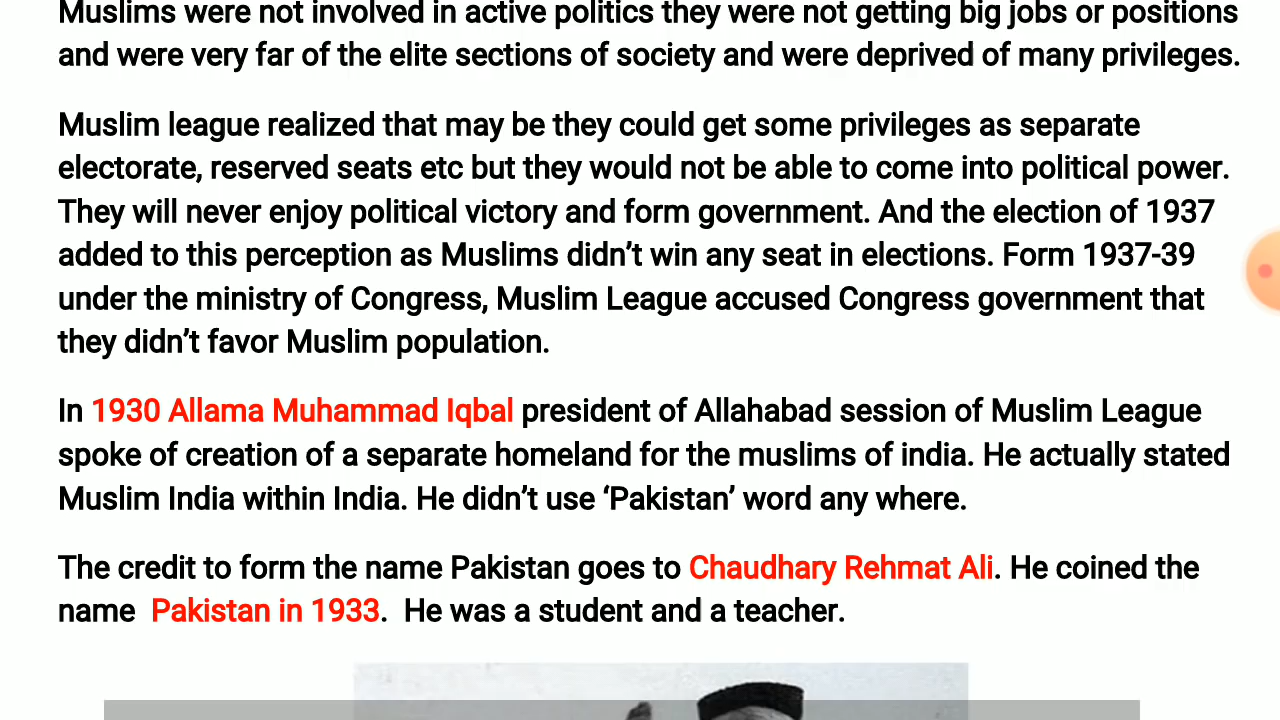 Muslims were not involved in active politics they were not getting big jobs or positions
and were very far of the elite sections of society and were deprived of many privileges.
Muslim league realized that may be they could get some privileges as separate
electorate, reserved seats etc but they would not be able to come into political power.
They will never enjoy political victory and form government. And the election of 1937
added to this perception as Muslims didn’t win any seat in elections. Form 1937-39
under the ministry of Congress, Muslim League accused Congress government that
they didn’t favor Muslim population.
In 1930 Allama Muhammad Iqbal president of Allahabad session of Muslim League
spoke of creation of a separate homeland for the muslims of india. He actually stated
Muslim India within India. He didn’t use ‘Pakistan’ word any where.
The credit to form the name Pakistan goes to Chaudhary Rehmat Ali. He coined the
name Pakistan in 1933. He was a student and a teacher.